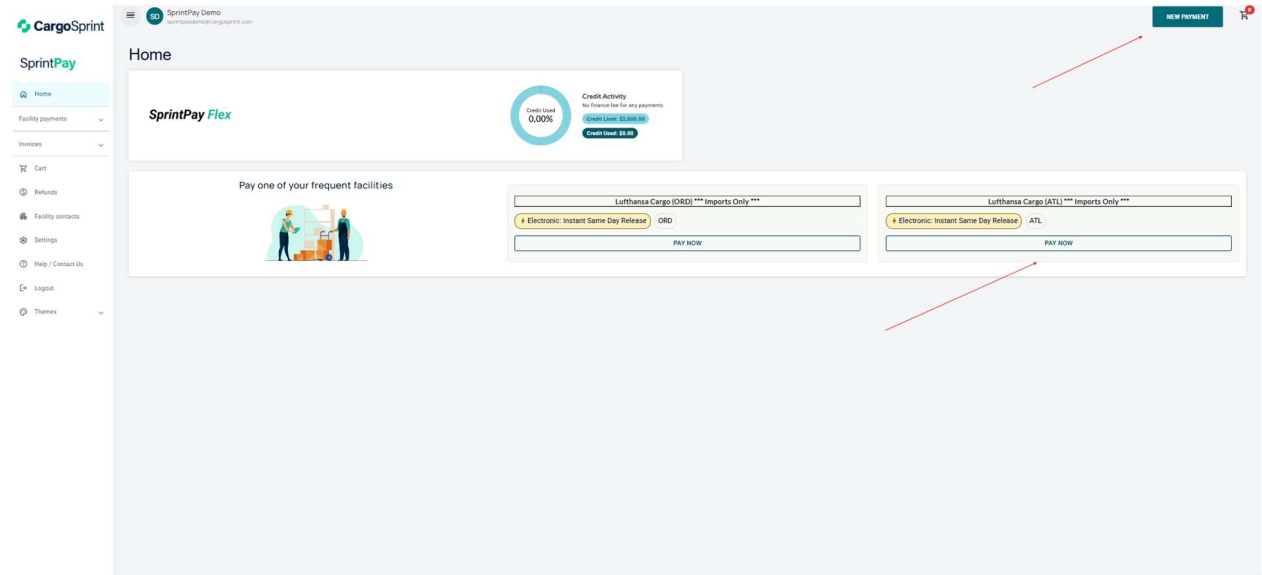 CargoSprint
SD
SprintPay Demo
sprintpaydemo@cargosprint.com
NEW PAYMENT
SprintPay
Home
Facility payments
Invoices
Cart
Refunds
Facility contacts
Settings
Help / Contact Us
Logout
Themes
Home
SprintPay Flex
Credit Used
0.00%
Credit Activity
No finance fee for any payments
Credit Limit: $2,000.00
Credit Used: $0.00
Pay one of your frequent facilities
Lufthansa Cargo (ORD) *** Imports Only ***
Electronic: Instant Same Day Release
ORD
PAY NOW
Lufthansa Cargo (ATL) *** Imports Only ***
Electronic: Instant Same Day Release
ATL
PAY NOW